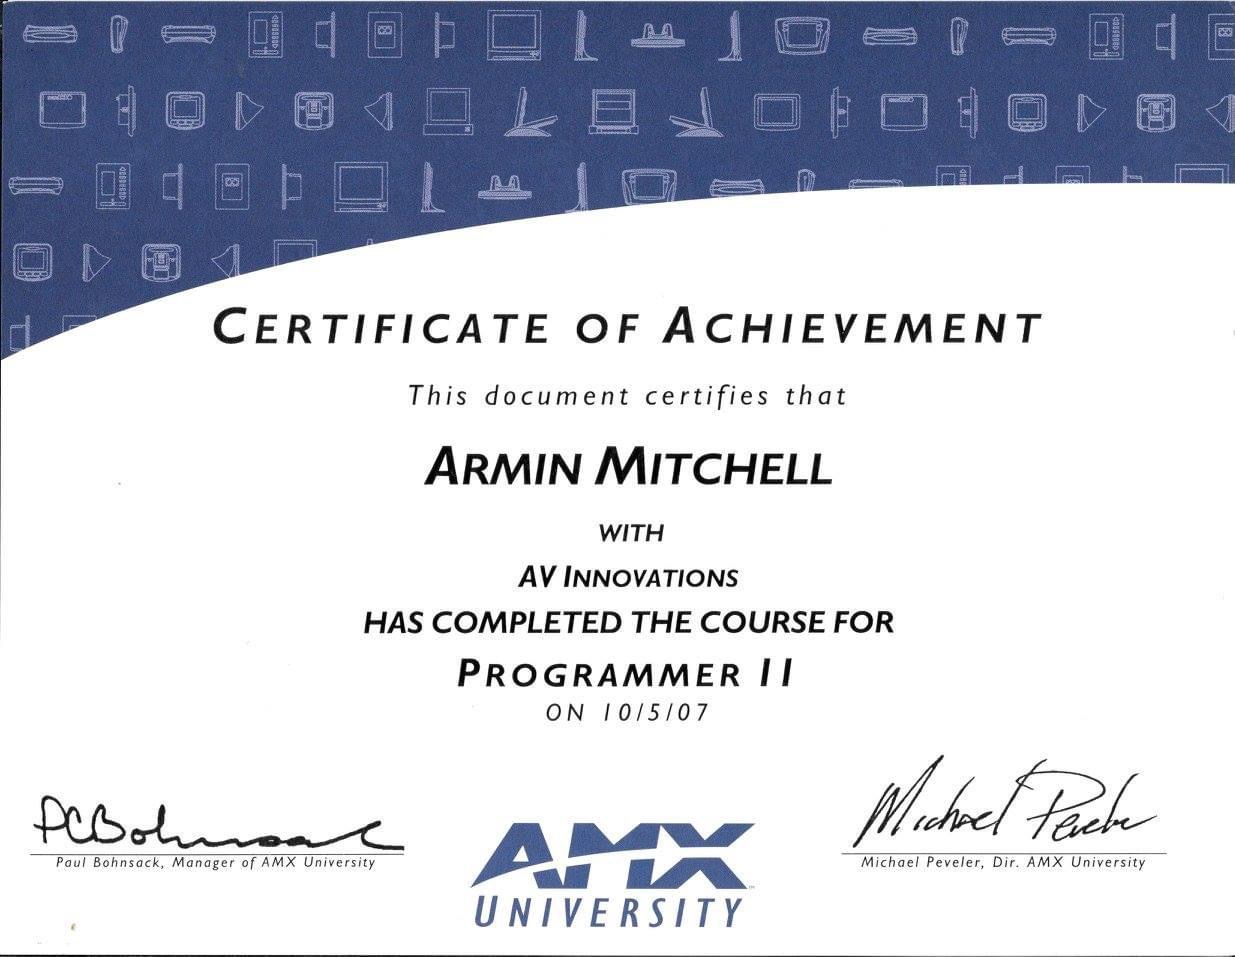 CERTIFICATE OF ACHIEVEMENT
This document certifies that
ARMIN MITCHELL
WITH
AV INNOVATIONS
HAS COMPLETED THE COURSE FOR
PROGRAMMER II
ON 10/5/07
PCBohnsack
Michael Peveler
Paul Bohnsack, Manager of AMX University
Michael Peveler, Dir. AMX University
AMX
UNIVERSITY